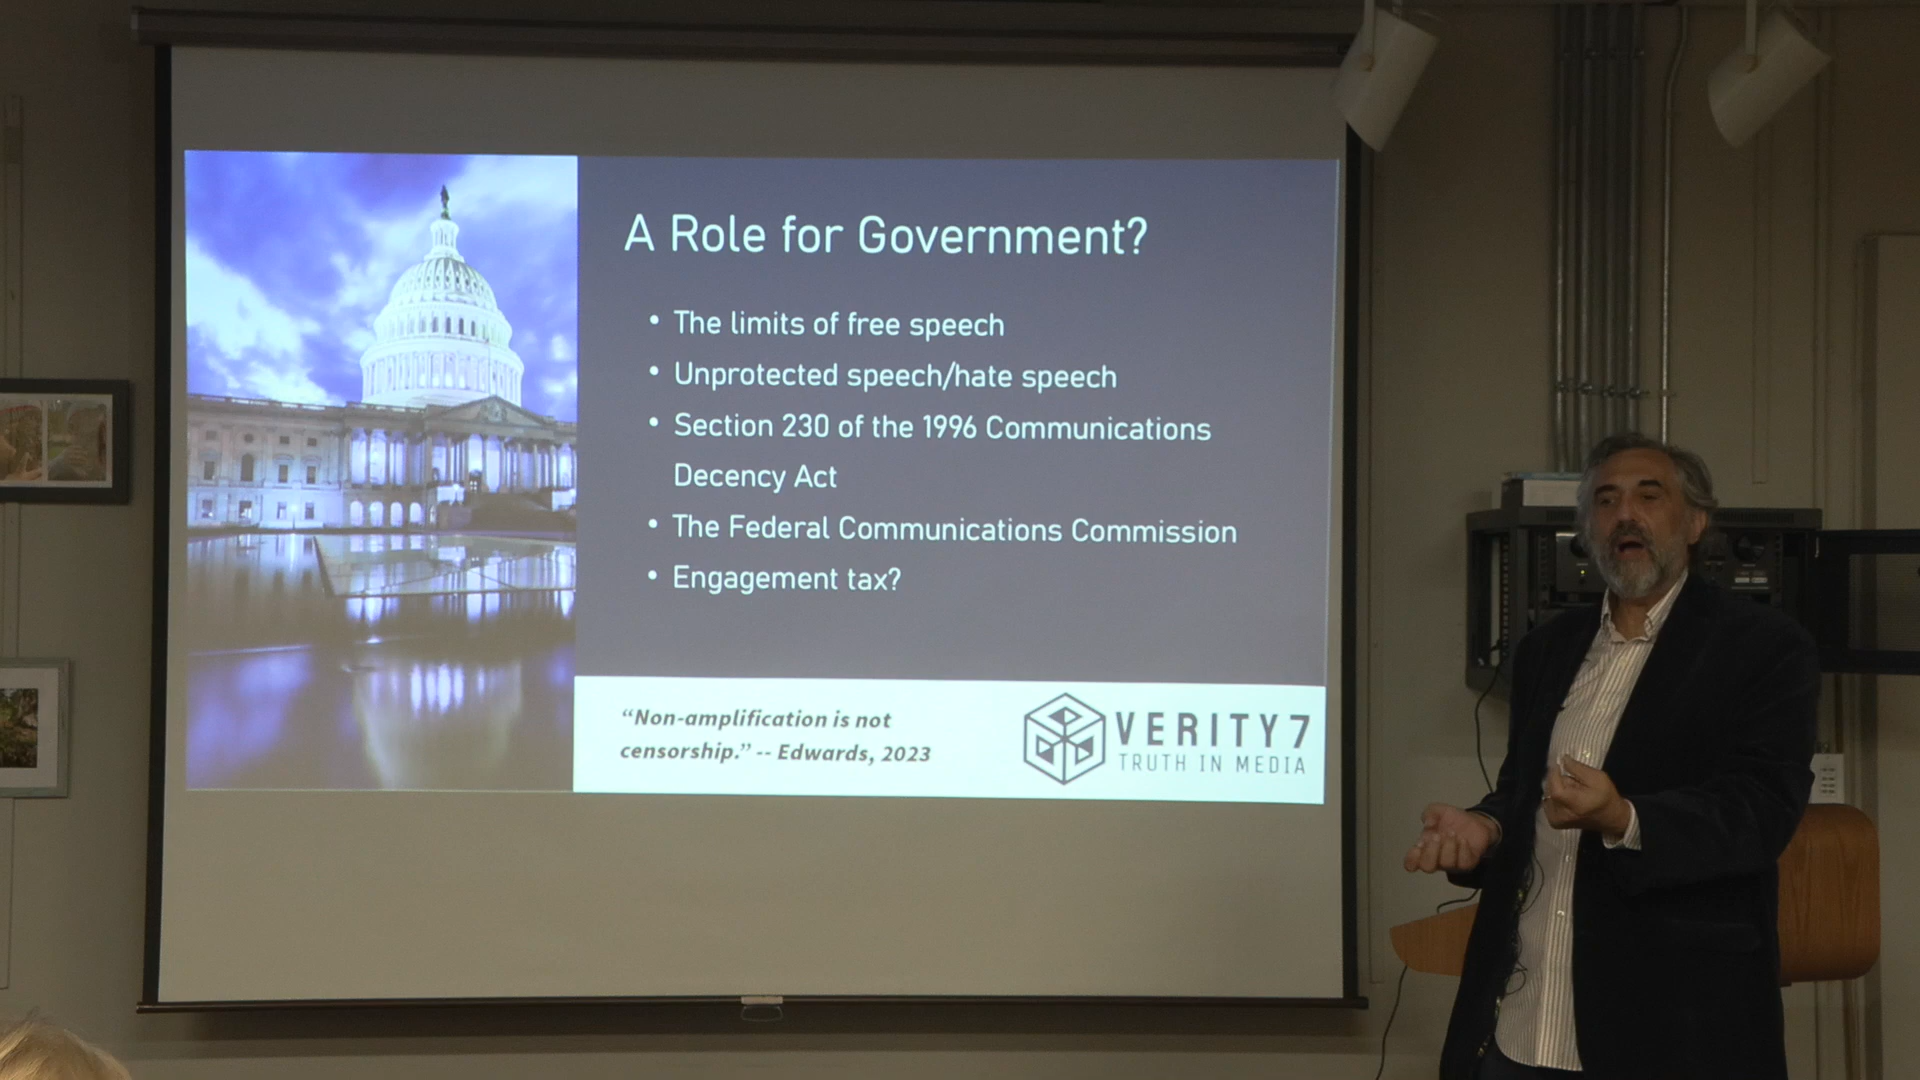 A Role for Government?
• The limits of free speech
• Unprotected speech/hate speech
• Section 230 of the 1996 Communications
Decency Act
• The Federal Communications Commission
• Engagement tax?
“Non-amplification is not
censorship.” -- Edwards, 2023
VERITY7
TRUTH IN MEDIA